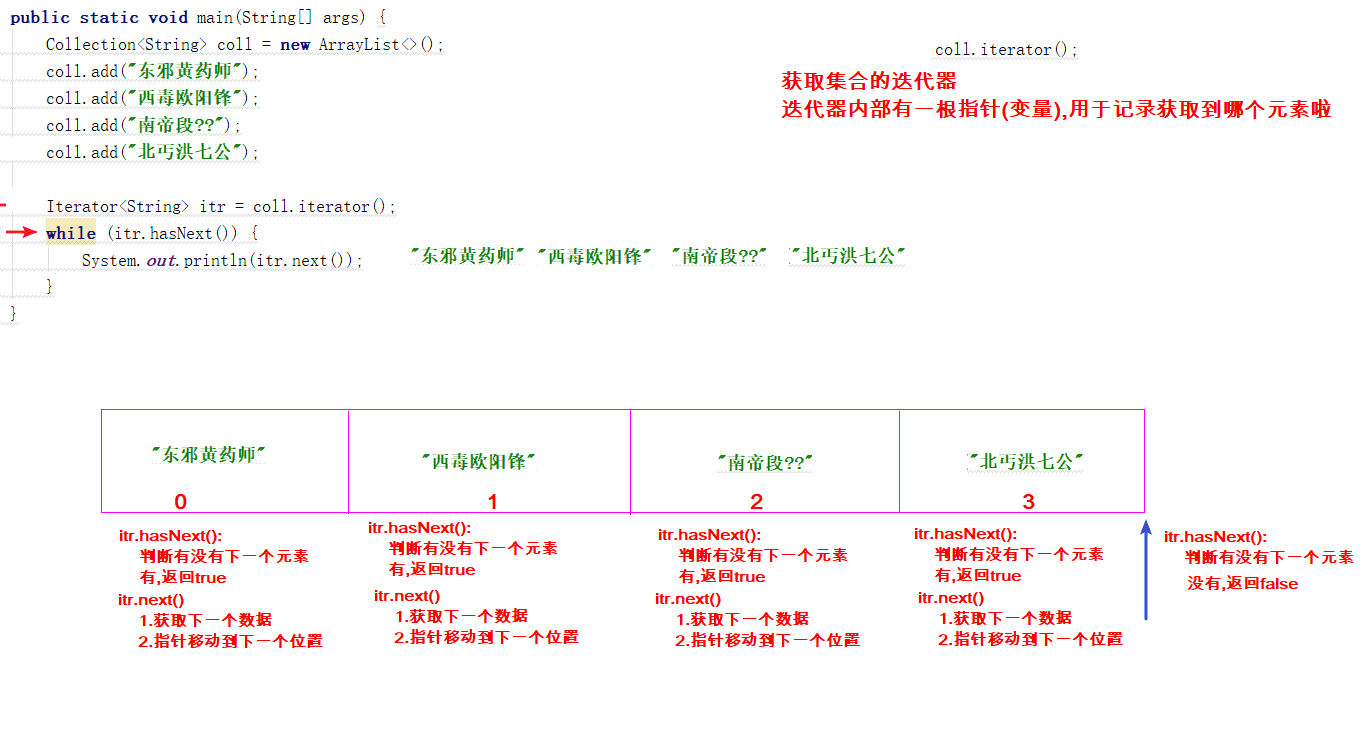 public static void main(String[] args) {
Collection<String> coll = new ArrayList<>();
coll.add("东邪黄药师");
coll.add("西毒欧阳锋");
coll.add("南帝段??");
coll.add("北丐洪七公");
coll.iterator();
获取集合的迭代器
迭代器内部有一根指针(变量),用于记录获取到哪个元素啦
Iterator<String> itr = coll.iterator();
while (itr.hasNext()) {
System.out.println(itr.next());
}
}
"东邪黄药师" "西毒欧阳锋" "南帝段??" "北丐洪七公"
"东邪黄药师"
0
itr.hasNext():
判断有没有下一个元素
有,返回true
itr.next()
1.获取下一个数据
2.指针移动到下一个位置
"西毒欧阳锋"
1
itr.hasNext():
判断有没有下一个元素
有,返回true
itr.next()
1.获取下一个数据
2.指针移动到下一个位置
"南帝段??"
2
itr.hasNext():
判断有没有下一个元素
有,返回true
itr.next()
1.获取下一个数据
2.指针移动到下一个位置
"北丐洪七公"
3
itr.hasNext():
判断有没有下一个元素
有,返回true
itr.next()
1.获取下一个数据
2.指针移动到下一个位置
itr.hasNext():
判断有没有下一个元素
没有,返回false